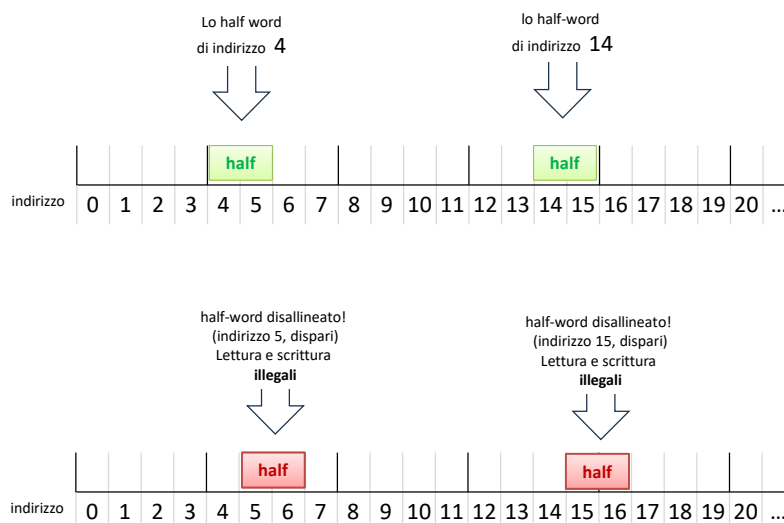 Lo half word
di indirizzo 4
lo half-word
di indirizzo 14
half
half
indirizzo 0 1 2 3 4 5 6 7 8 9 10 11 12 13 14 15 16 17 18 19 20 ...
half-word disallineato!
(indirizzo 5, dispari)
Lettura e scrittura
illegali
half-word disallineato!
(indirizzo 15, dispari)
Lettura e scrittura
illegali
half
half
indirizzo 0 1 2 3 4 5 6 7 8 9 10 11 12 13 14 15 16 17 18 19 20 ...